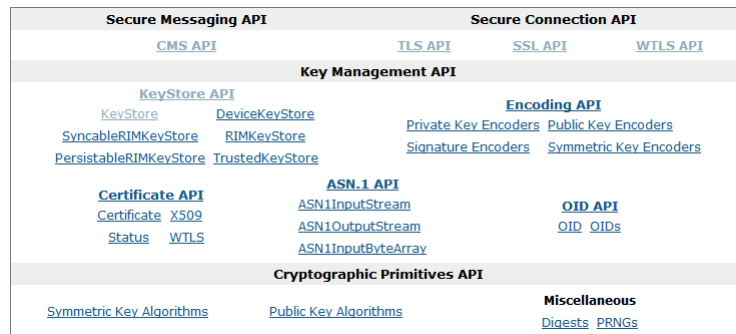 Secure Messaging API Secure Connection API
CMS API TLS API SSL API WTLS API
Key Management API
KeyStore API
KeyStore DeviceKeyStore
SyncableRIMKeyStore RIMKeyStore
PersistableRIMKeyStore TrustedKeyStore
Encoding API
Private Key Encoders Public Key Encoders
Signature Encoders Symmetric Key Encoders
Certificate API
Certificate X509
Status WTLS
ASN.1 API
ASN1InputStream
ASN1OutputStream
ASN1InputByteArray
OID API
OID OIDs
Cryptographic Primitives API
Symmetric Key Algorithms Public Key Algorithms
Miscellaneous
Digests PRNGs